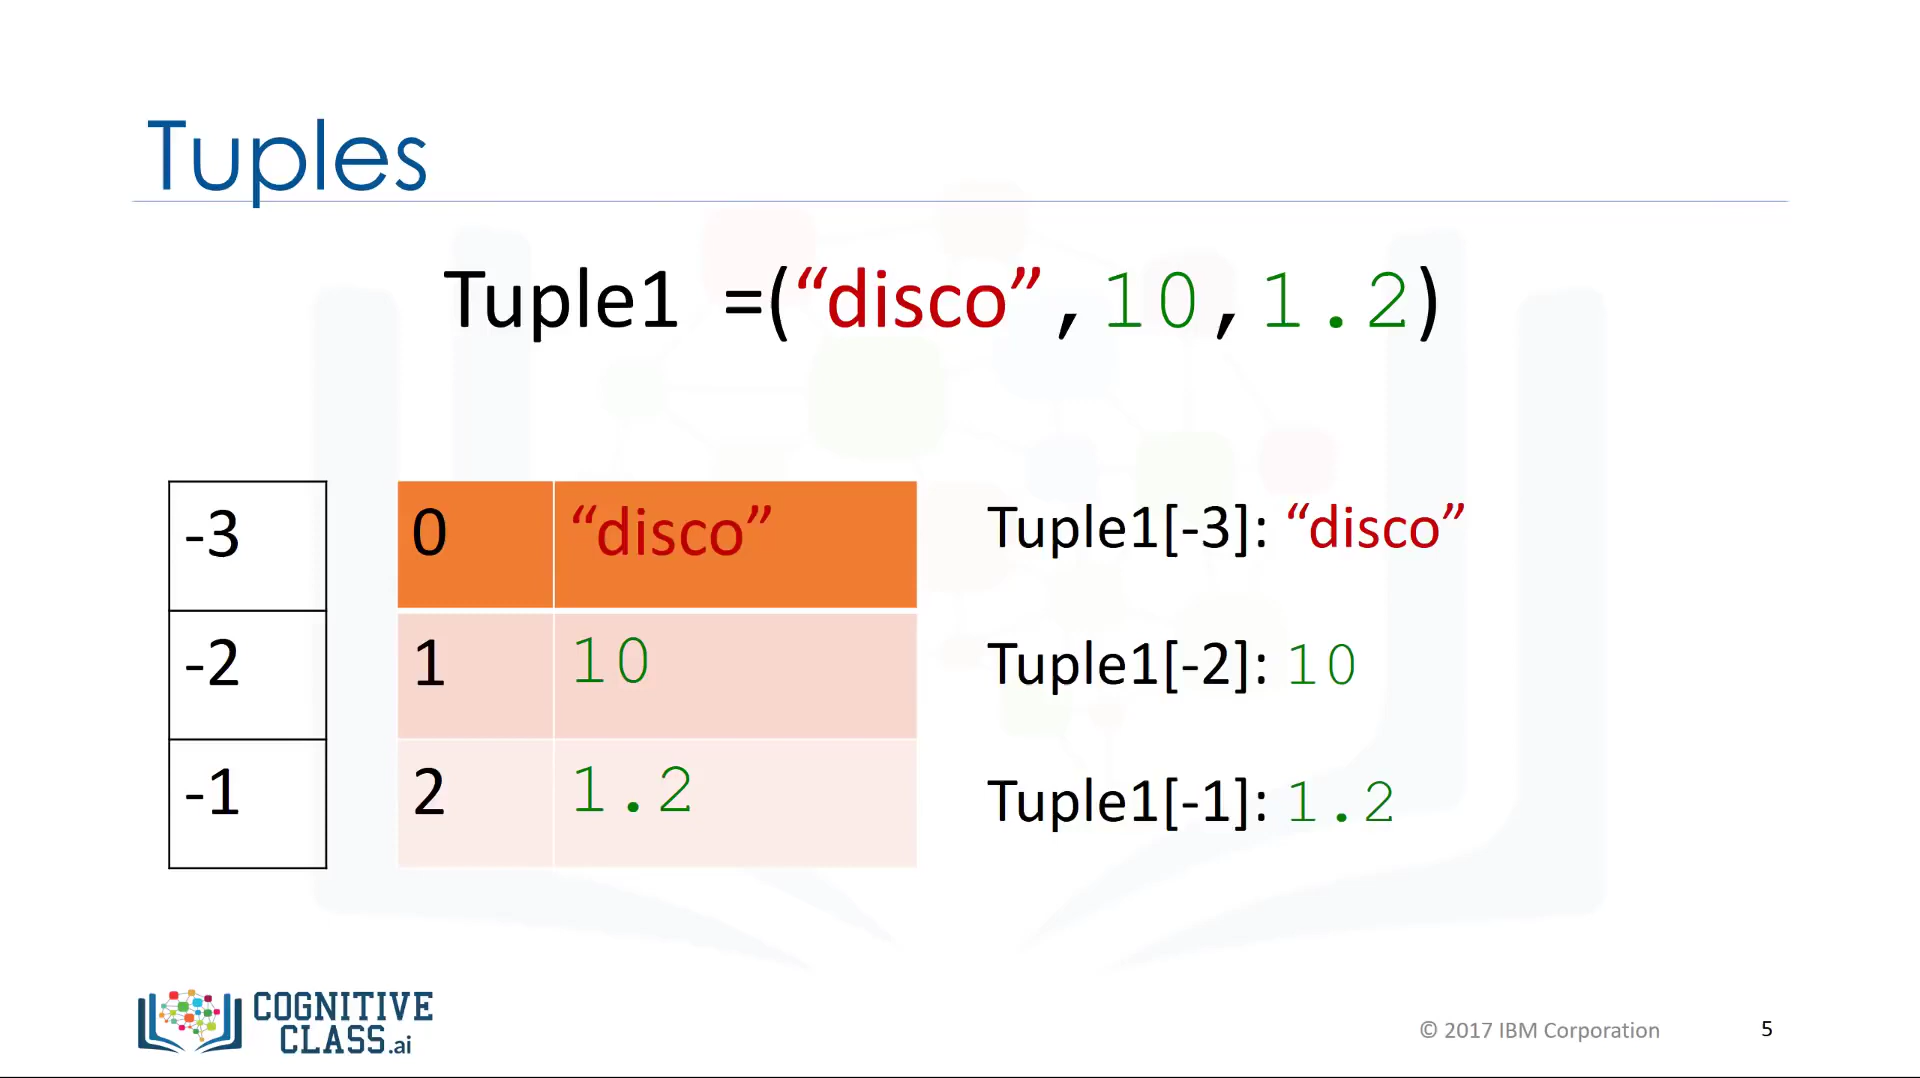 Tuples
Tuple1 =(“disco”,10,1.2)
-3 0 “disco” Tuple1[-3]: “disco”
-2 1 10 Tuple1[-2]: 10
-1 2 1.2 Tuple1[-1]: 1.2
COGNITIVE
CLASS.ai
© 2017 IBM Corporation 5